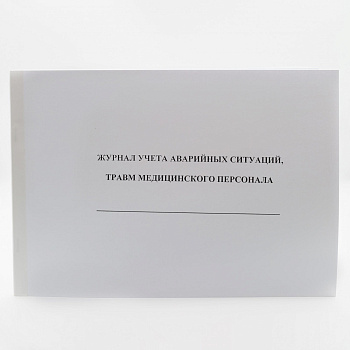 ЖУРНАЛ УЧЕТА АВАРИЙНЫХ СИТУАЦИЙ,
ТРАВМ МЕДИЦИНСКОГО ПЕРСОНАЛА